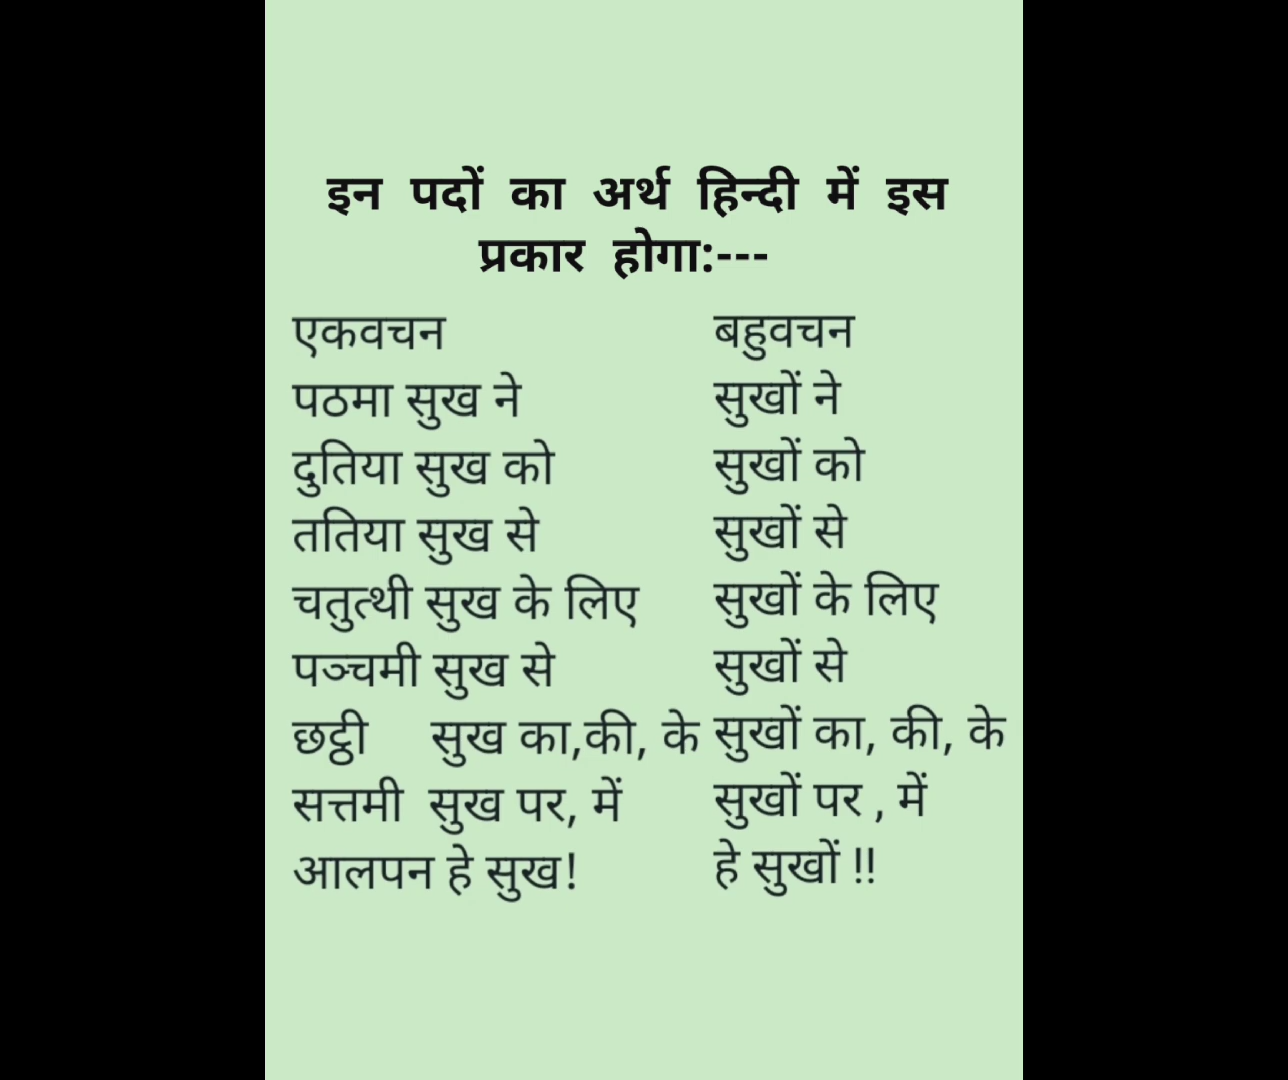 इन पदों का अर्थ हिन्दी में इस
प्रकार होगा:---
एकवचन बहुवचन
पठमा सुख ने सुखों ने
दुतिया सुख को सुखों को
ततिया सुख से सुखों से
चतुत्थी सुख के लिए सुखों के लिए
पञ्चमी सुख से सुखों से
छट्ठी सुख का,की, के सुखों का, की, के
सत्तमी सुख पर, में सुखों पर , में
आलपन हे सुख! हे सुखों !!